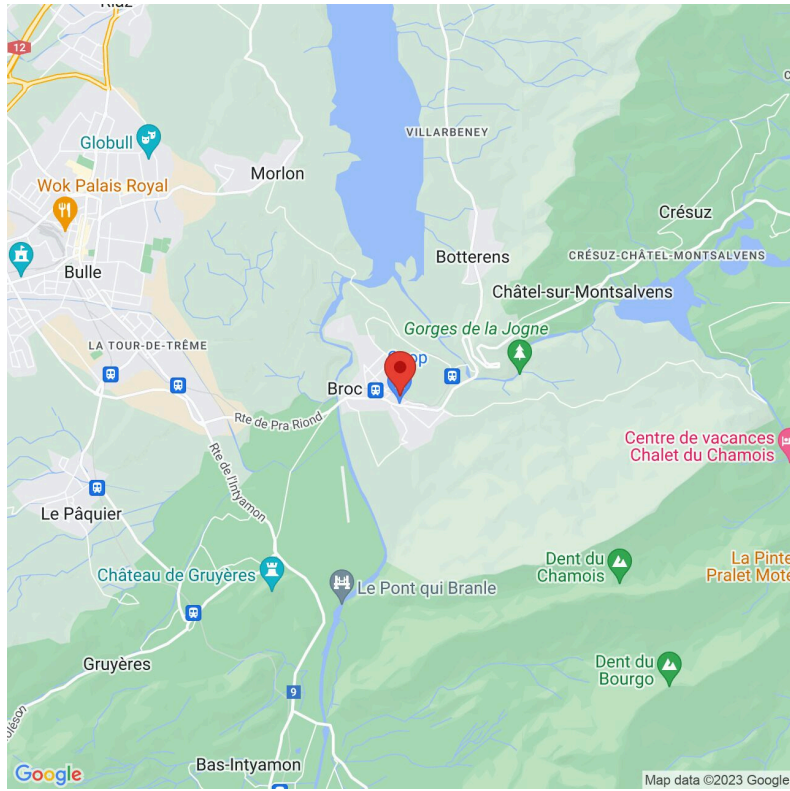 12
Globull
VILLARBENEY
Morlon
Wok Palais Royal
Crésuz
Bulle
Botterens
CRÉSUZ-CHÂTEL-MONTSALVENS
Châtel-sur-Montsalvens
Gorges de la Jogne
LA TOUR-DE-TRÊME
Broc
Rte de Pra Riond
Centre de vacances
Chalet du Chamois
Rte de l'Intyamon
Le Pâquier
Dent du
Chamois
La Pinte
Pralet Mote
Château de Gruyères
Le Pont qui Branle
Gruyères
Dent du
Bourgo
9
oléson
Bas-Intyamon
Google
Map data ©2023 Google